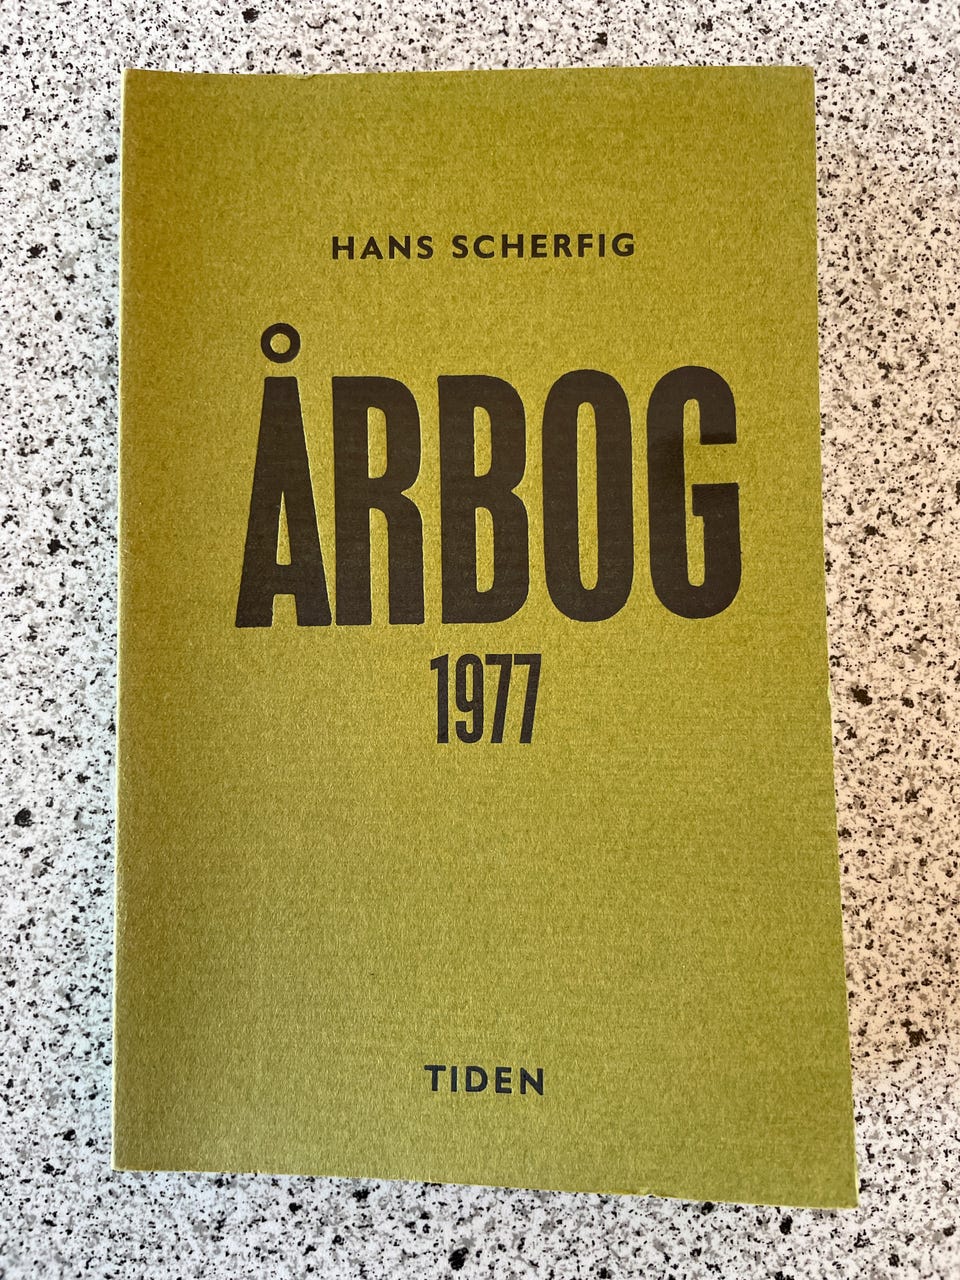 HANS SCHERFIG
ÅRBOG
1977
TIDEN